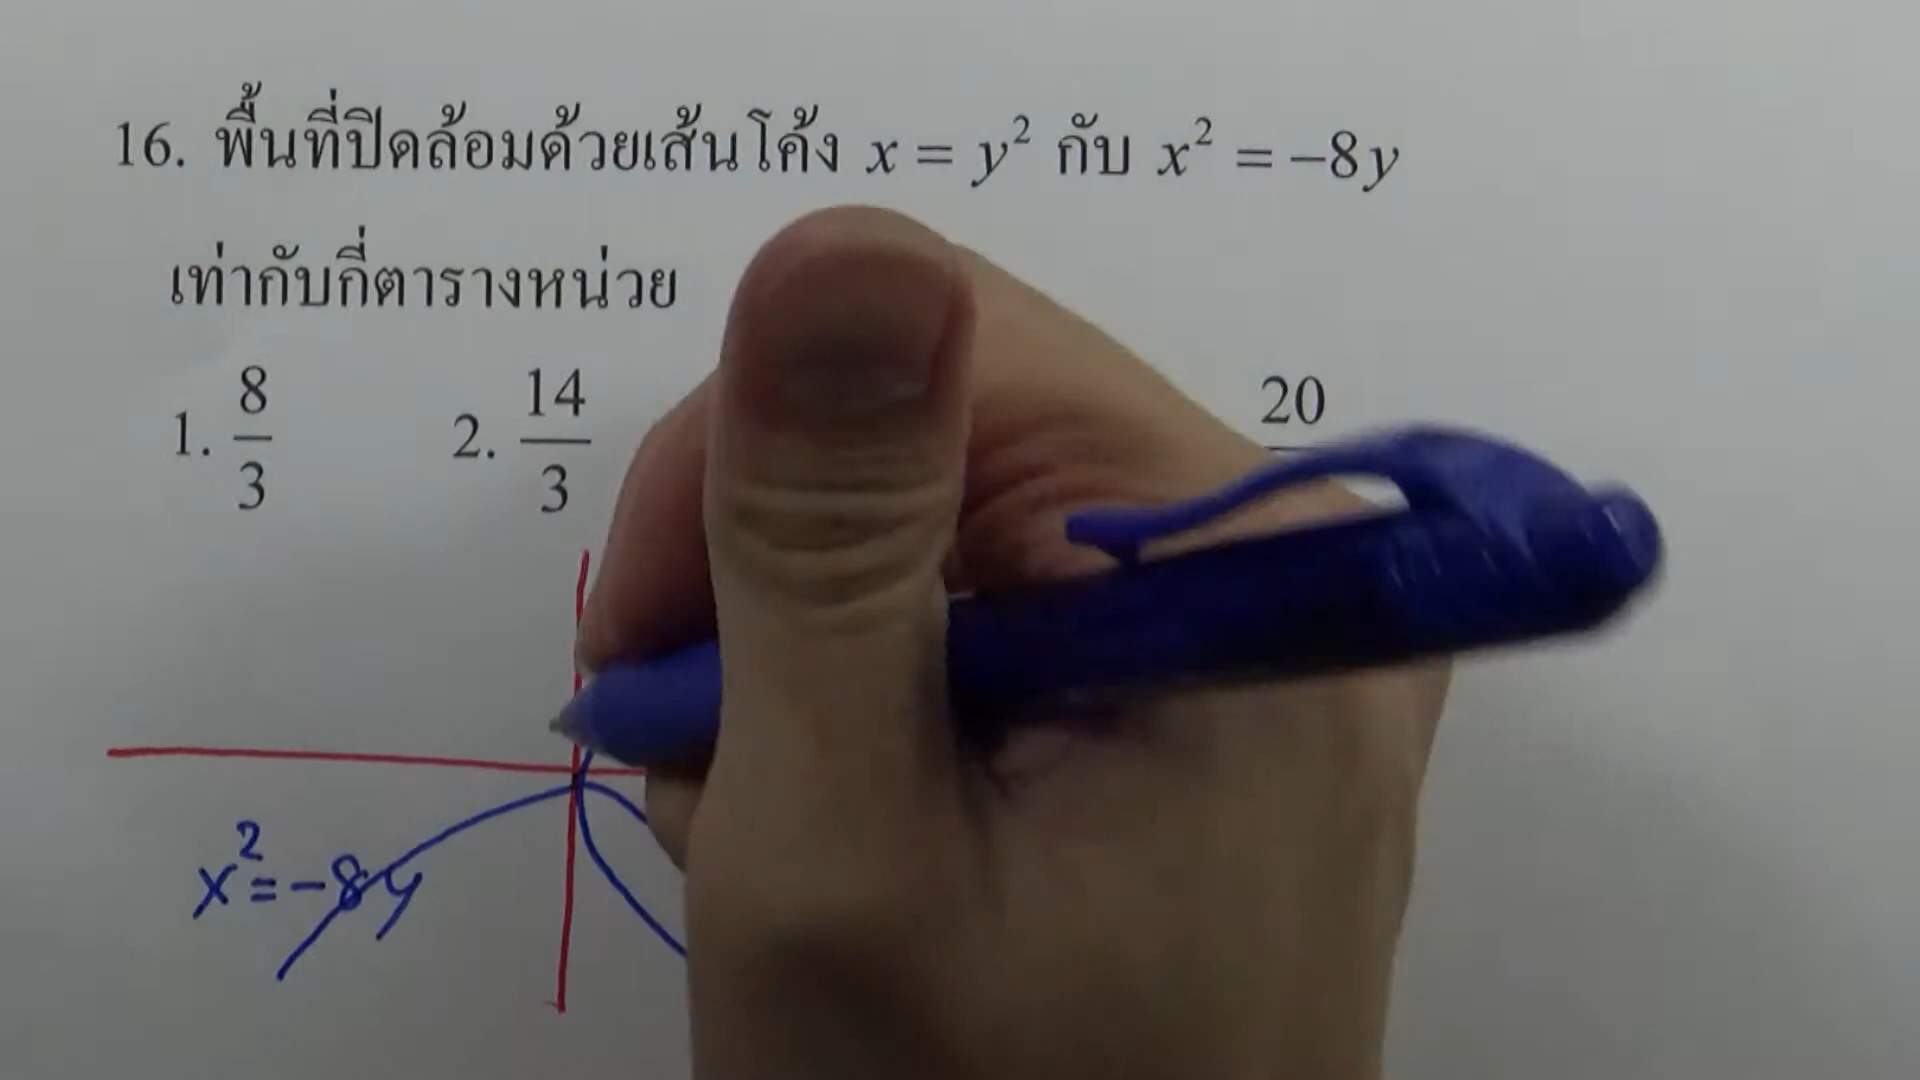 16. พื้นที่ปิดล้อมด้วยเส้นโค้ง x = y² กับ x² = −8y
เท่ากับกี่ตารางหน่วย
1. 8/3 2. 14/3 20
x² = −8y